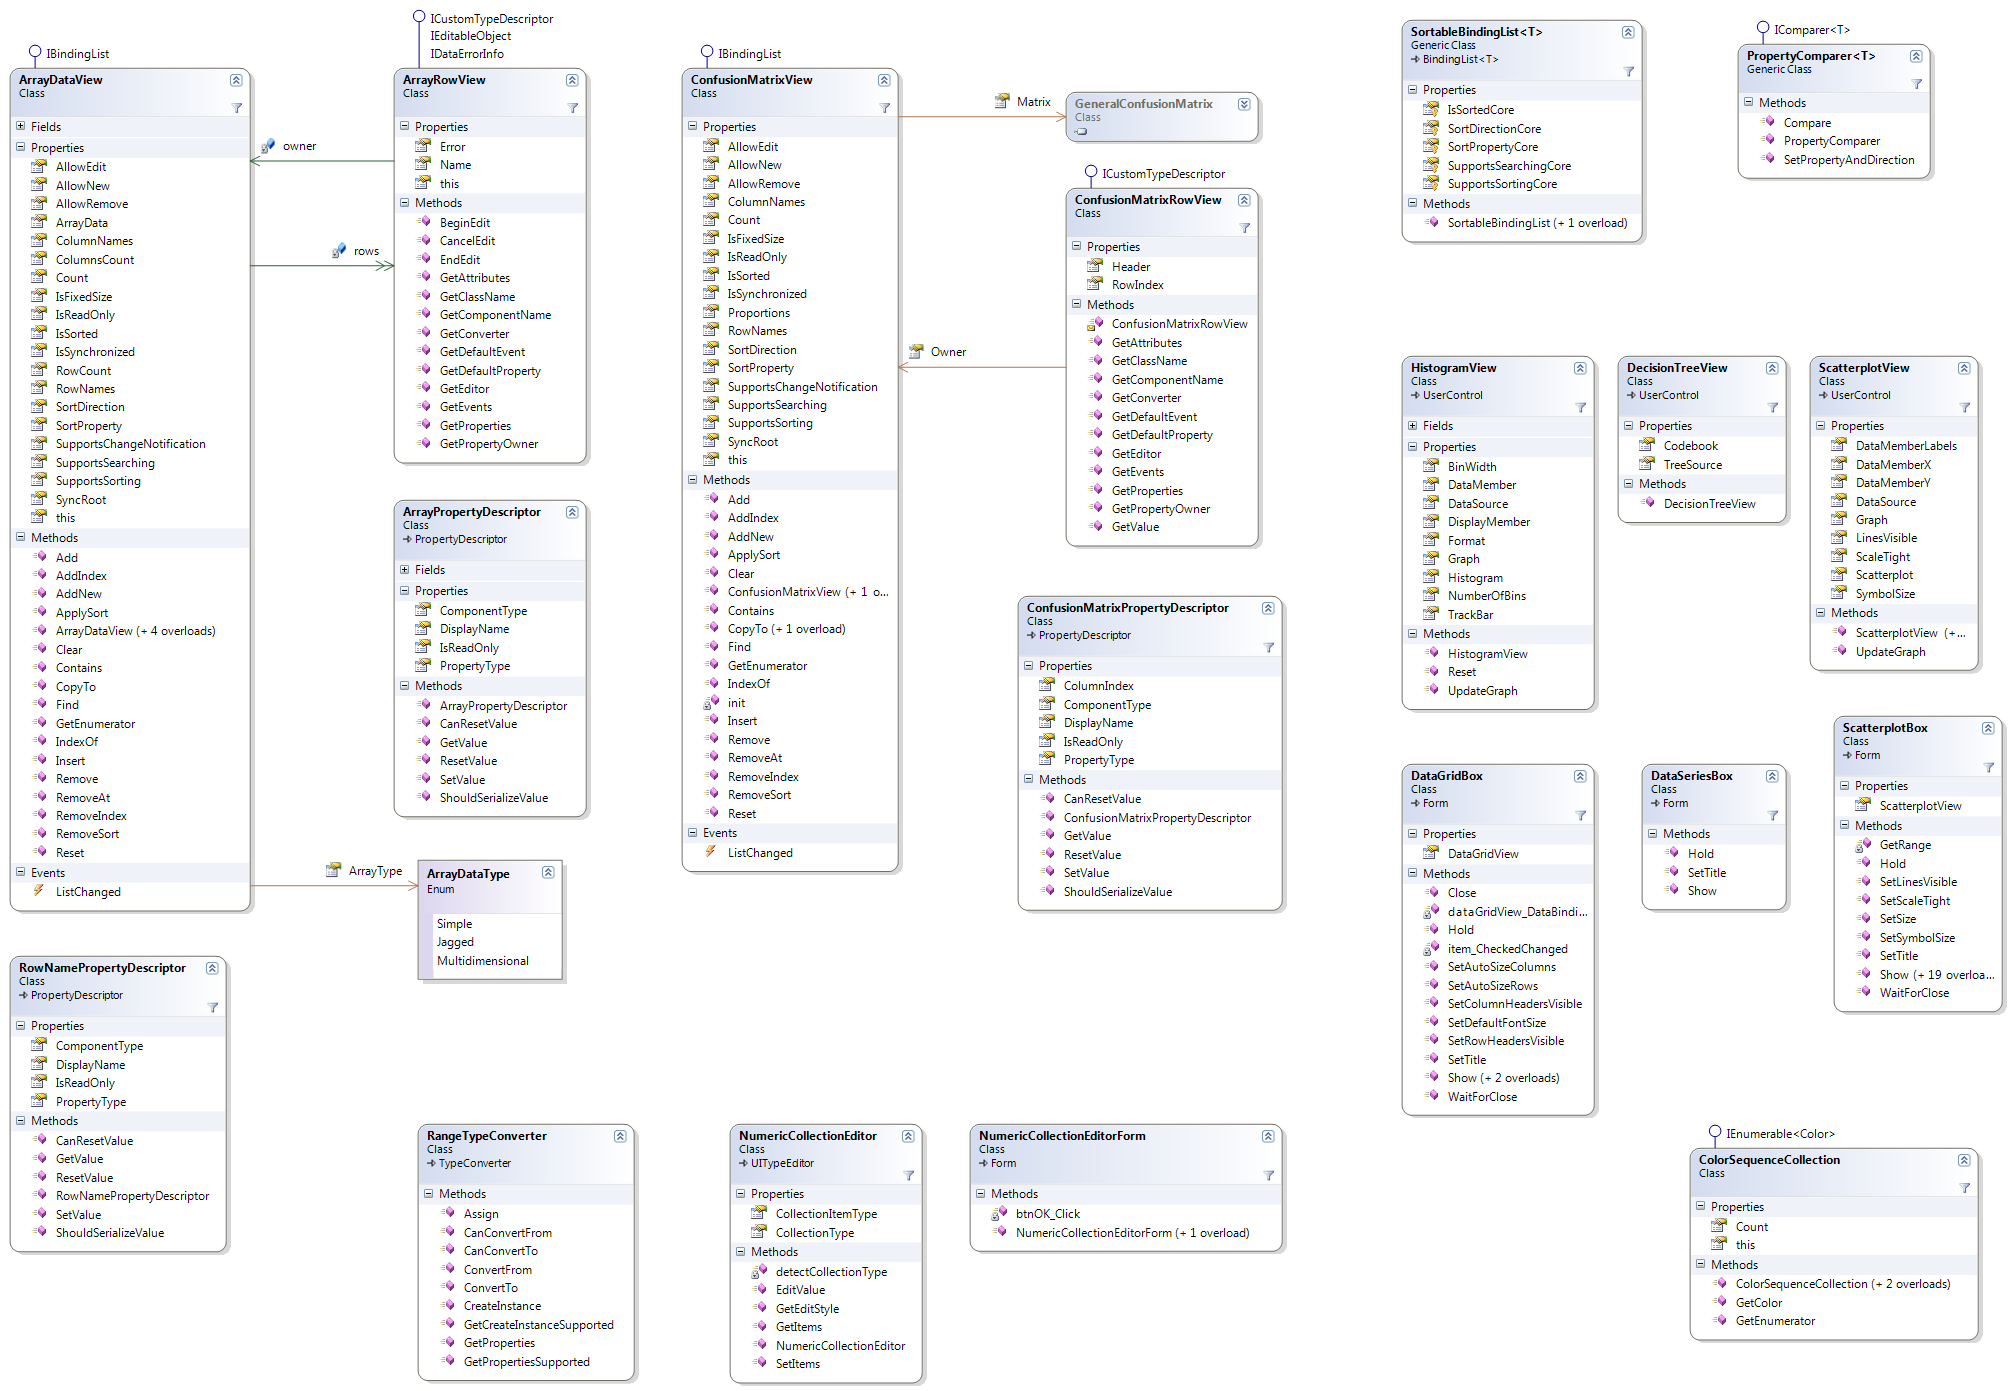 IBindingList
ArrayDataView
Class
Fields
Properties
AllowEdit
AllowNew
AllowRemove
ArrayData
ColumnNames
ColumnsCount
Count
IsFixedSize
IsReadOnly
IsSorted
IsSynchronized
RowCount
RowNames
SortDirection
SortProperty
SupportsChangeNotification
SupportsSearching
SupportsSorting
SyncRoot
this
Methods
Add
AddIndex
AddNew
ApplySort
ArrayDataView (+ 4 overloads)
Clear
Contains
CopyTo
Find
GetEnumerator
IndexOf
Insert
Remove
RemoveAt
RemoveIndex
RemoveSort
Reset
Events
ListChanged
owner
rows
ArrayType
ICustomTypeDescriptor
IEditableObject
IDataErrorInfo
ArrayRowView
Class
Properties
Error
Name
this
Methods
BeginEdit
CancelEdit
EndEdit
GetAttributes
GetClassName
GetComponentName
GetConverter
GetDefaultEvent
GetDefaultProperty
GetEditor
GetEvents
GetProperties
GetPropertyOwner
ArrayPropertyDescriptor
Class
PropertyDescriptor
Fields
Properties
ComponentType
DisplayName
IsReadOnly
PropertyType
Methods
ArrayPropertyDescriptor
CanResetValue
GetValue
ResetValue
SetValue
ShouldSerializeValue
ArrayDataType
Enum
Simple
Jagged
Multidimensional
RowNamePropertyDescriptor
Class
PropertyDescriptor
Properties
ComponentType
DisplayName
IsReadOnly
PropertyType
Methods
CanResetValue
GetValue
ResetValue
RowNamePropertyDescriptor
SetValue
ShouldSerializeValue
IBindingList
ConfusionMatrixView
Class
Properties
AllowEdit
AllowNew
AllowRemove
ColumnNames
Count
IsFixedSize
IsReadOnly
IsSorted
IsSynchronized
Proportions
RowNames
SortDirection
SortProperty
SupportsChangeNotification
SupportsSearching
SupportsSorting
SyncRoot
this
Methods
Add
AddIndex
AddNew
ApplySort
Clear
ConfusionMatrixView (+ 1 o...
Contains
CopyTo (+ 1 overload)
Find
GetEnumerator
IndexOf
init
Insert
Remove
RemoveAt
RemoveIndex
RemoveSort
Reset
Events
ListChanged
Matrix
Owner
GeneralConfusionMatrix
Class
ICustomTypeDescriptor
ConfusionMatrixRowView
Class
Properties
Header
RowIndex
Methods
ConfusionMatrixRowView
GetAttributes
GetClassName
GetComponentName
GetConverter
GetDefaultEvent
GetDefaultProperty
GetEditor
GetEvents
GetProperties
GetPropertyOwner
GetValue
ConfusionMatrixPropertyDescriptor
Class
PropertyDescriptor
Properties
ColumnIndex
ComponentType
DisplayName
IsReadOnly
PropertyType
Methods
CanResetValue
ConfusionMatrixPropertyDescriptor
GetValue
ResetValue
SetValue
ShouldSerializeValue
RangeTypeConverter
Class
TypeConverter
Methods
Assign
CanConvertFrom
CanConvertTo
ConvertFrom
ConvertTo
CreateInstance
GetCreateInstanceSupported
GetProperties
GetPropertiesSupported
NumericCollectionEditor
Class
UITypeEditor
Properties
CollectionItemType
CollectionType
Methods
detectCollectionType
EditValue
GetEditStyle
GetItems
NumericCollectionEditor
SetItems
NumericCollectionEditorForm
Class
Form
Methods
btnOK_Click
NumericCollectionEditorForm (+ 1 overload)
SortableBindingList<T>
Generic Class
BindingList<T>
Properties
IsSortedCore
SortDirectionCore
SortPropertyCore
SupportsSearchingCore
SupportsSortingCore
Methods
SortableBindingList (+ 1 overload)
IComparer<T>
PropertyComparer<T>
Generic Class
Methods
Compare
PropertyComparer
SetPropertyAndDirection
HistogramView
Class
UserControl
Fields
Properties
BinWidth
DataMember
DataSource
DisplayMember
Format
Graph
Histogram
NumberOfBins
TrackBar
Methods
HistogramView
Reset
UpdateGraph
DecisionTreeView
Class
UserControl
Properties
Codebook
TreeSource
Methods
DecisionTreeView
ScatterplotView
Class
UserControl
Properties
DataMemberLabels
DataMemberX
DataMemberY
DataSource
Graph
LinesVisible
ScaleTight
Scatterplot
SymbolSize
Methods
ScatterplotView (+...
UpdateGraph
DataGridBox
Class
Form
Properties
DataGridView
Methods
Close
dataGridView_DataBindi...
Hold
item_CheckedChanged
SetAutoSizeColumns
SetAutoSizeRows
SetColumnHeadersVisible
SetDefaultFontSize
SetRowHeadersVisible
SetTitle
Show (+ 2 overloads)
WaitForClose
DataSeriesBox
Class
Form
Methods
Hold
SetTitle
Show
ScatterplotBox
Class
Form
Properties
ScatterplotView
Methods
GetRange
Hold
SetLinesVisible
SetScaleTight
SetSize
SetSymbolSize
SetTitle
Show (+ 19 overloa...
WaitForClose
IEnumerable<Color>
ColorSequenceCollection
Class
Properties
Count
this
Methods
ColorSequenceCollection (+ 2 overloads)
GetColor
GetEnumerator